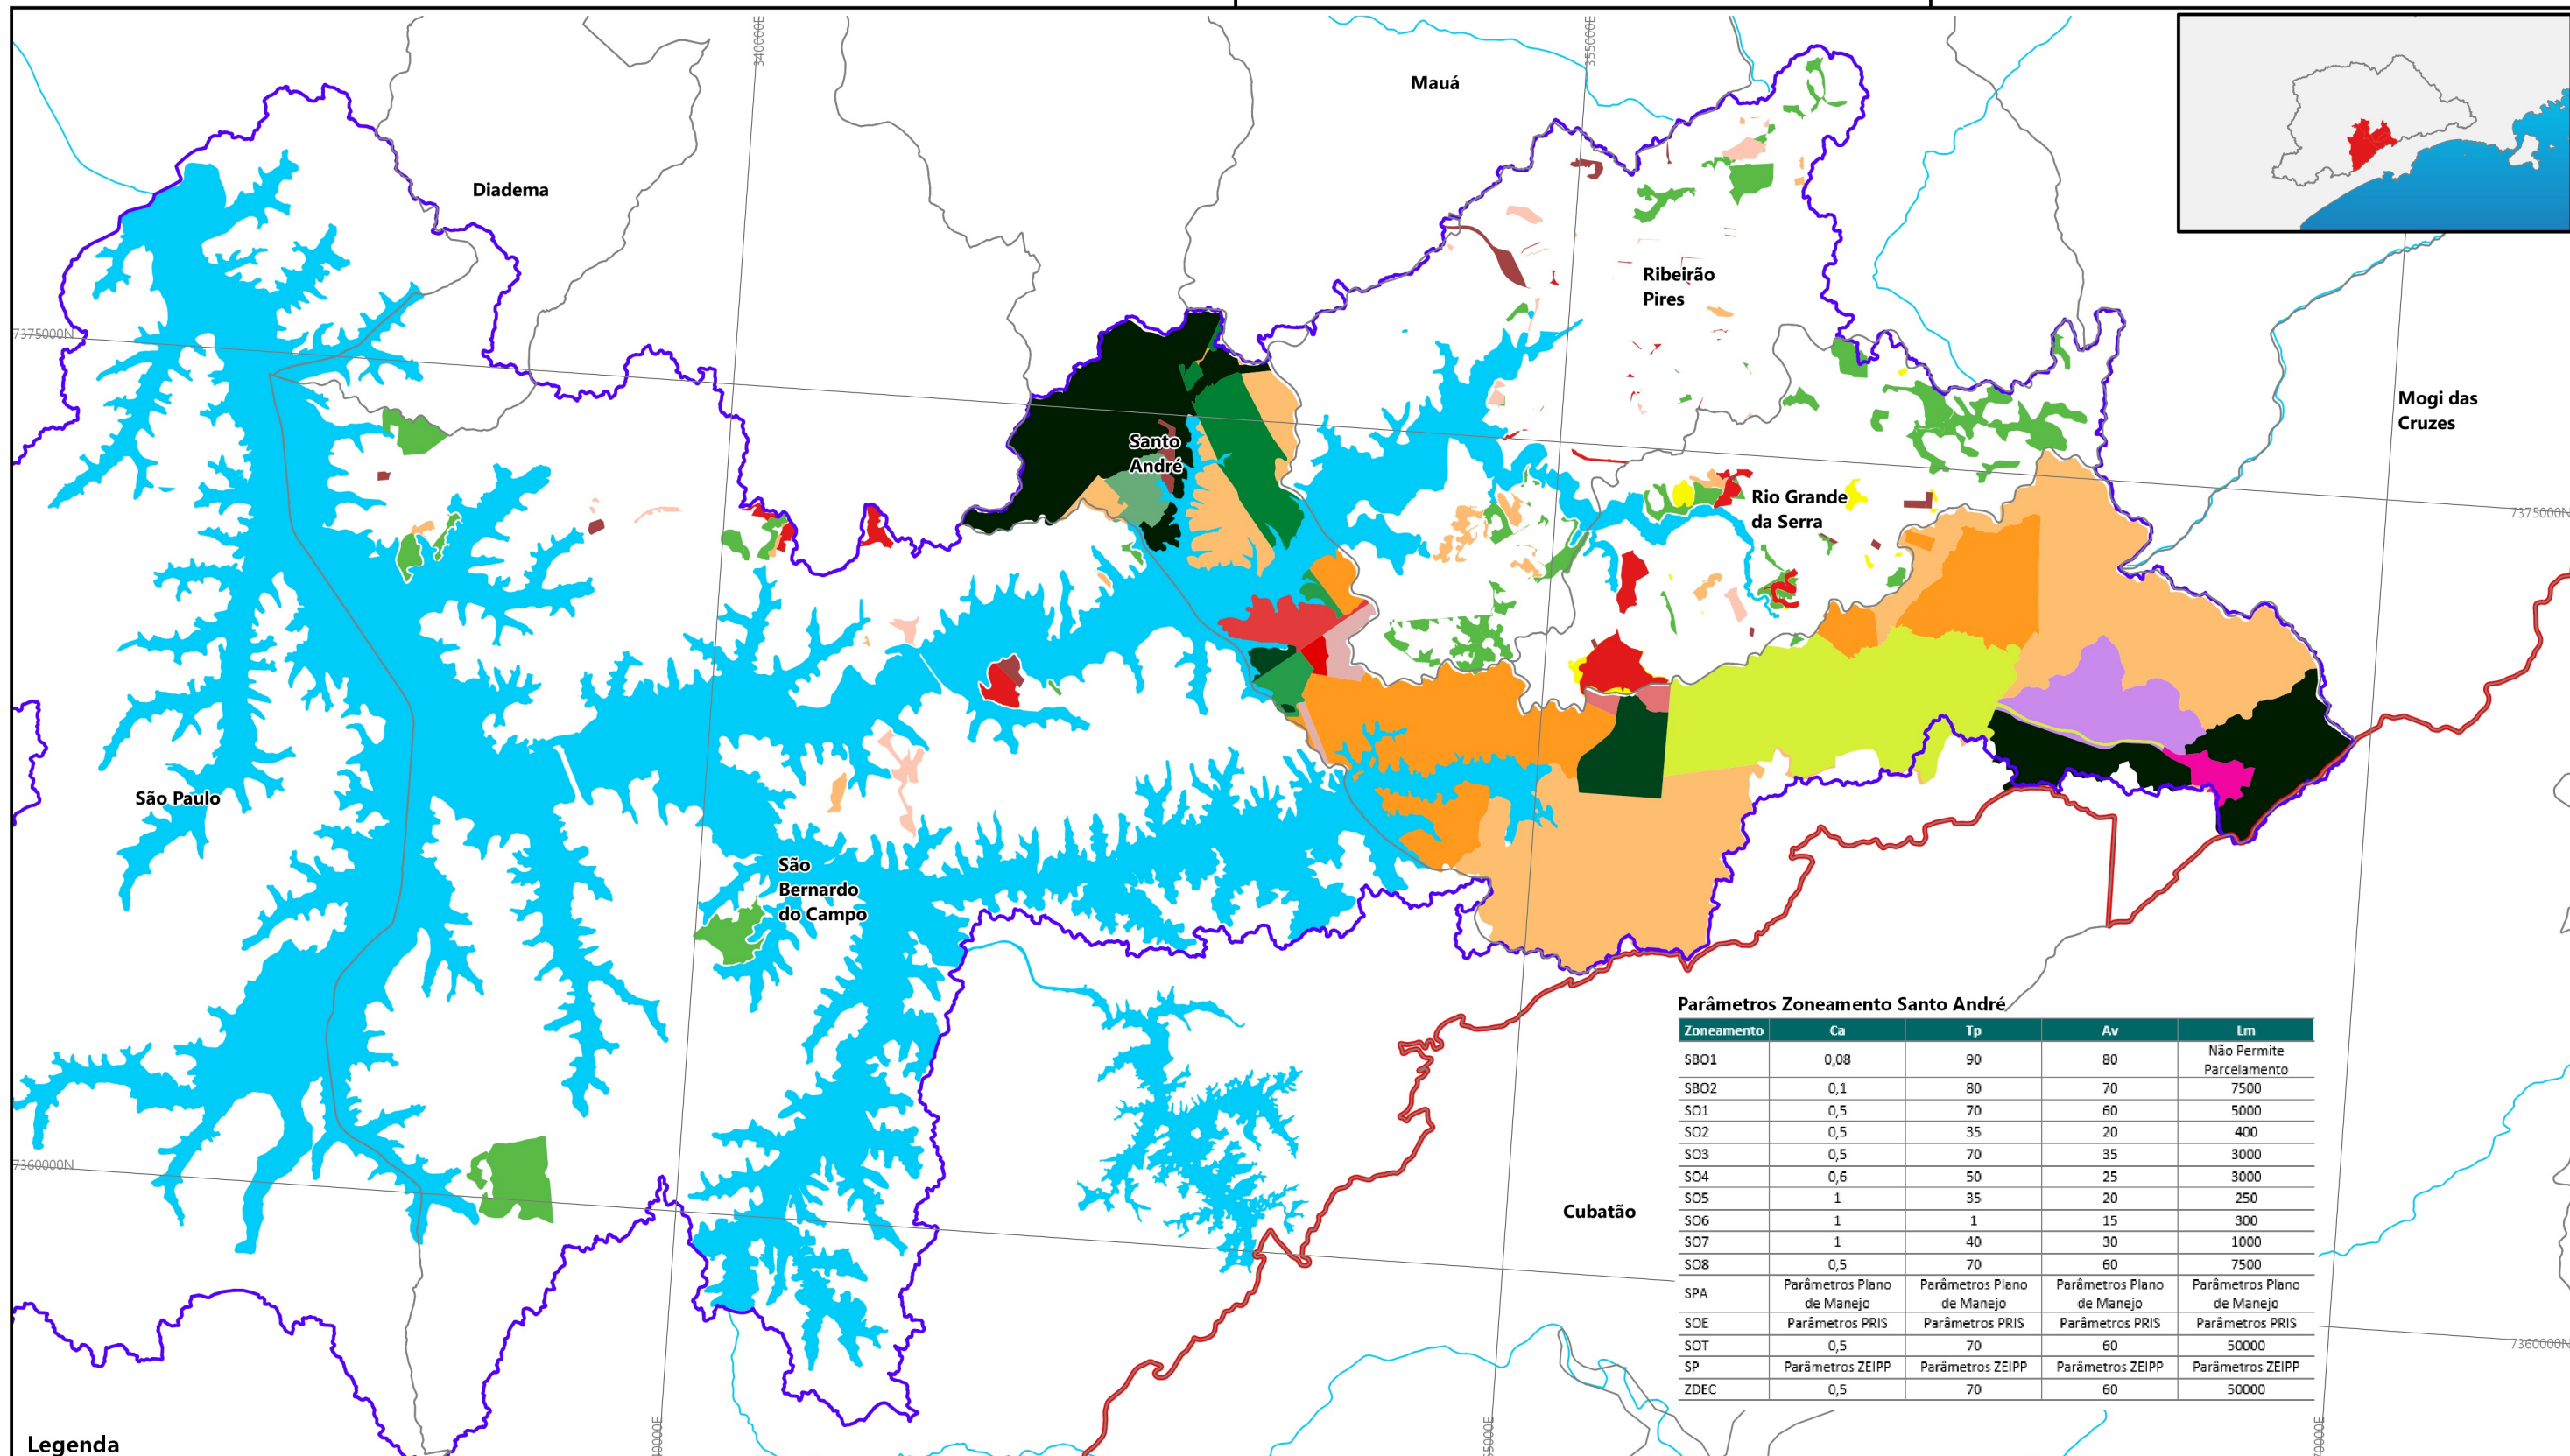 340000E
355000E
Mauá
Diadema
Ribeirão
Pires
7375000N
Mogi das
Cruzes
Santo
André
Rio Grande
da Serra
7375000N
São Paulo
São
Bernardo
do Campo
Parâmetros Zoneamento Santo André
Zoneamento Ca Tp Av Lm
SBO1 0,08 90 80 Não Permite
Parcelamento
SBO2 0,1 80 70 7500
SO1 0,5 70 60 5000
SO2 0,5 35 20 400
SO3 0,5 70 35 3000
SO4 0,6 50 25 3000
SO5 1 35 20 250
SO6 1 1 15 300
SO7 1 40 30 1000
SO8 0,5 70 60 7500
SPA Parâmetros Plano Parâmetros Plano Parâmetros Plano Parâmetros Plano
de Manejo de Manejo de Manejo de Manejo
SOE Parâmetros PRIS Parâmetros PRIS Parâmetros PRIS Parâmetros PRIS
SOT 0,5 70 60 50000
SP Parâmetros ZEIPP Parâmetros ZEIPP Parâmetros ZEIPP Parâmetros ZEIPP
ZDEC 0,5 70 60 50000
7360000N
Cubatão
7360000N
Legenda